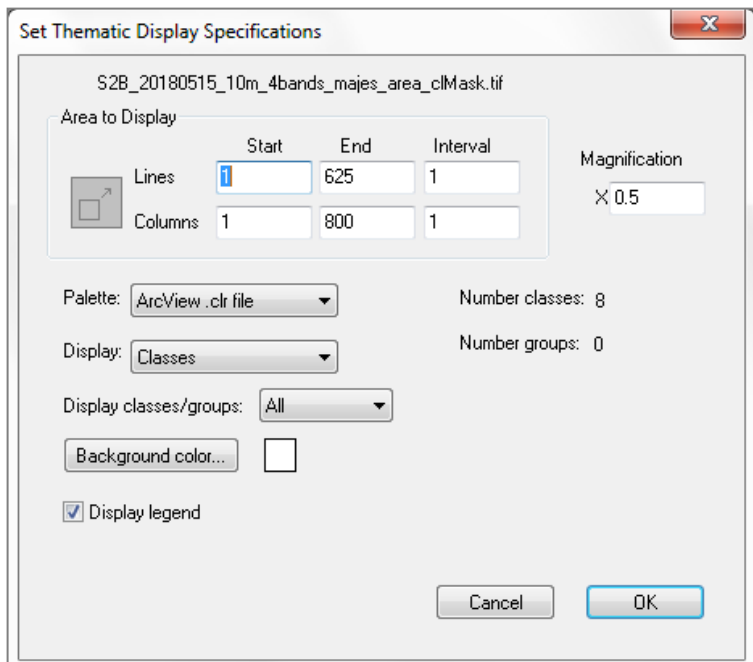 Set Thematic Display Specifications
S2B_20180515_10m_4bands_majes_area_clMask.tif
Area to Display
Start End Interval
Lines 1 625 1
Columns 1 800 1
Magnification
X 0.5
Palette: ArcView .clr file
Number classes: 8
Display: Classes
Number groups: 0
Display classes/groups: All
Background color...
Display legend
Cancel OK